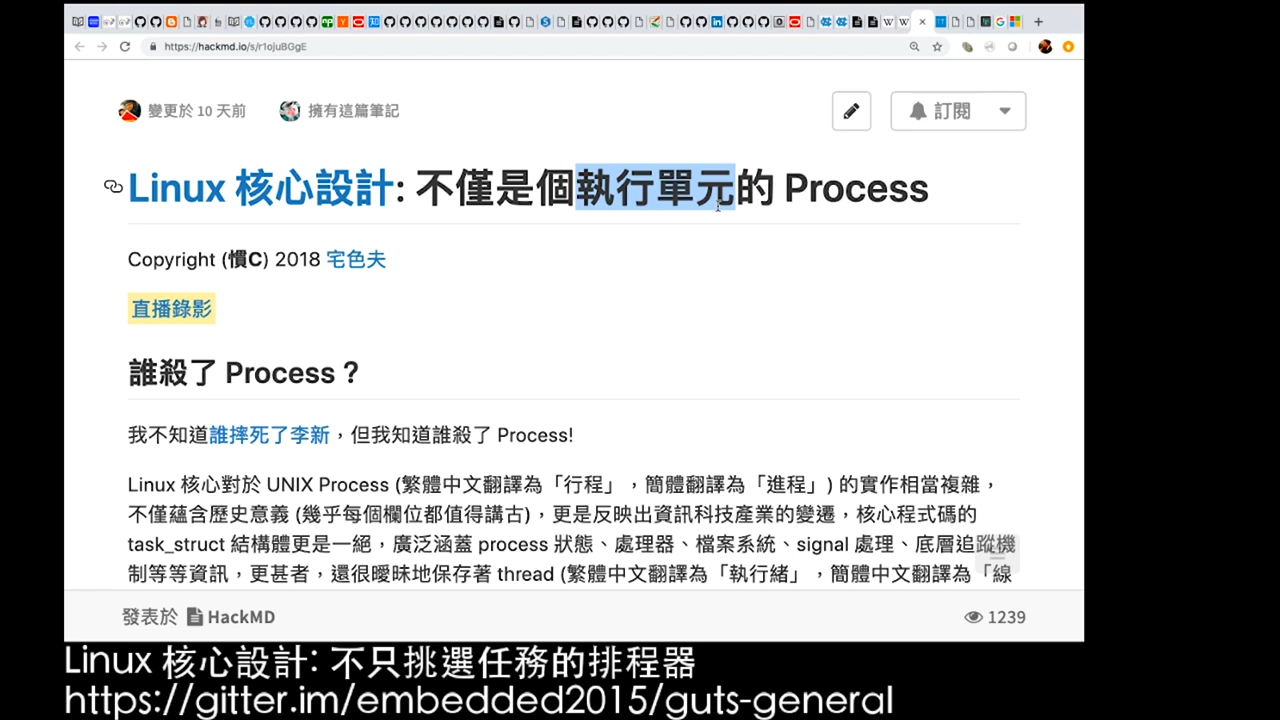 https://hackmd.io/s/r1ojuBGgE
變更於 10 天前
擁有這篇筆記
訂閱
Linux 核心設計: 不僅是個執行單元的 Process
Copyright (慣C) 2018 宅色夫
直播錄影
誰殺了 Process ?
我不知道誰摔死了李新，但我知道誰殺了 Process!
Linux 核心對於 UNIX Process (繁體中文翻譯為「行程」，簡體翻譯為「進程」) 的實作相當複雜，
不僅蘊含歷史意義 (幾乎每個欄位都值得講古)，更是反映出資訊科技產業的變遷，核心程式碼的
task_struct 結構體更是一絕，廣泛涵蓋 process 狀態、處理器、檔案系統、signal 處理、底層追蹤機
制等等資訊，更甚者，還很曖昧地保存著 thread (繁體中文翻譯為「執行緒」，簡體中文翻譯為「線
發表於 HackMD
1239
Linux 核心設計: 不只挑選任務的排程器
https://gitter.im/embedded2015/guts-general